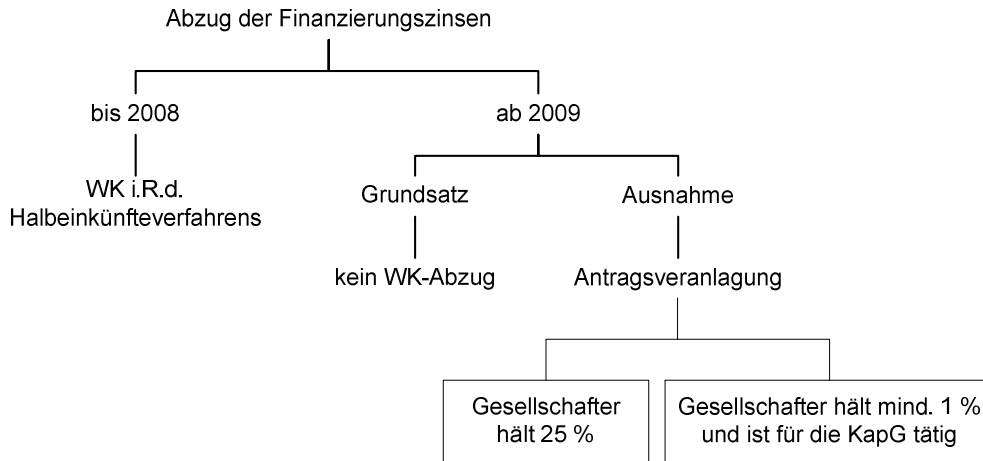 Abzug der Finanzierungszinsen
bis 2008
ab 2009
WK i.R.d.
Halbeinkünfteverfahrens
Grundsatz
Ausnahme
kein WK-Abzug
Antragsveranlagung
Gesellschafter
hält 25 %
Gesellschafter hält mind. 1 %
und ist für die KapG tätig